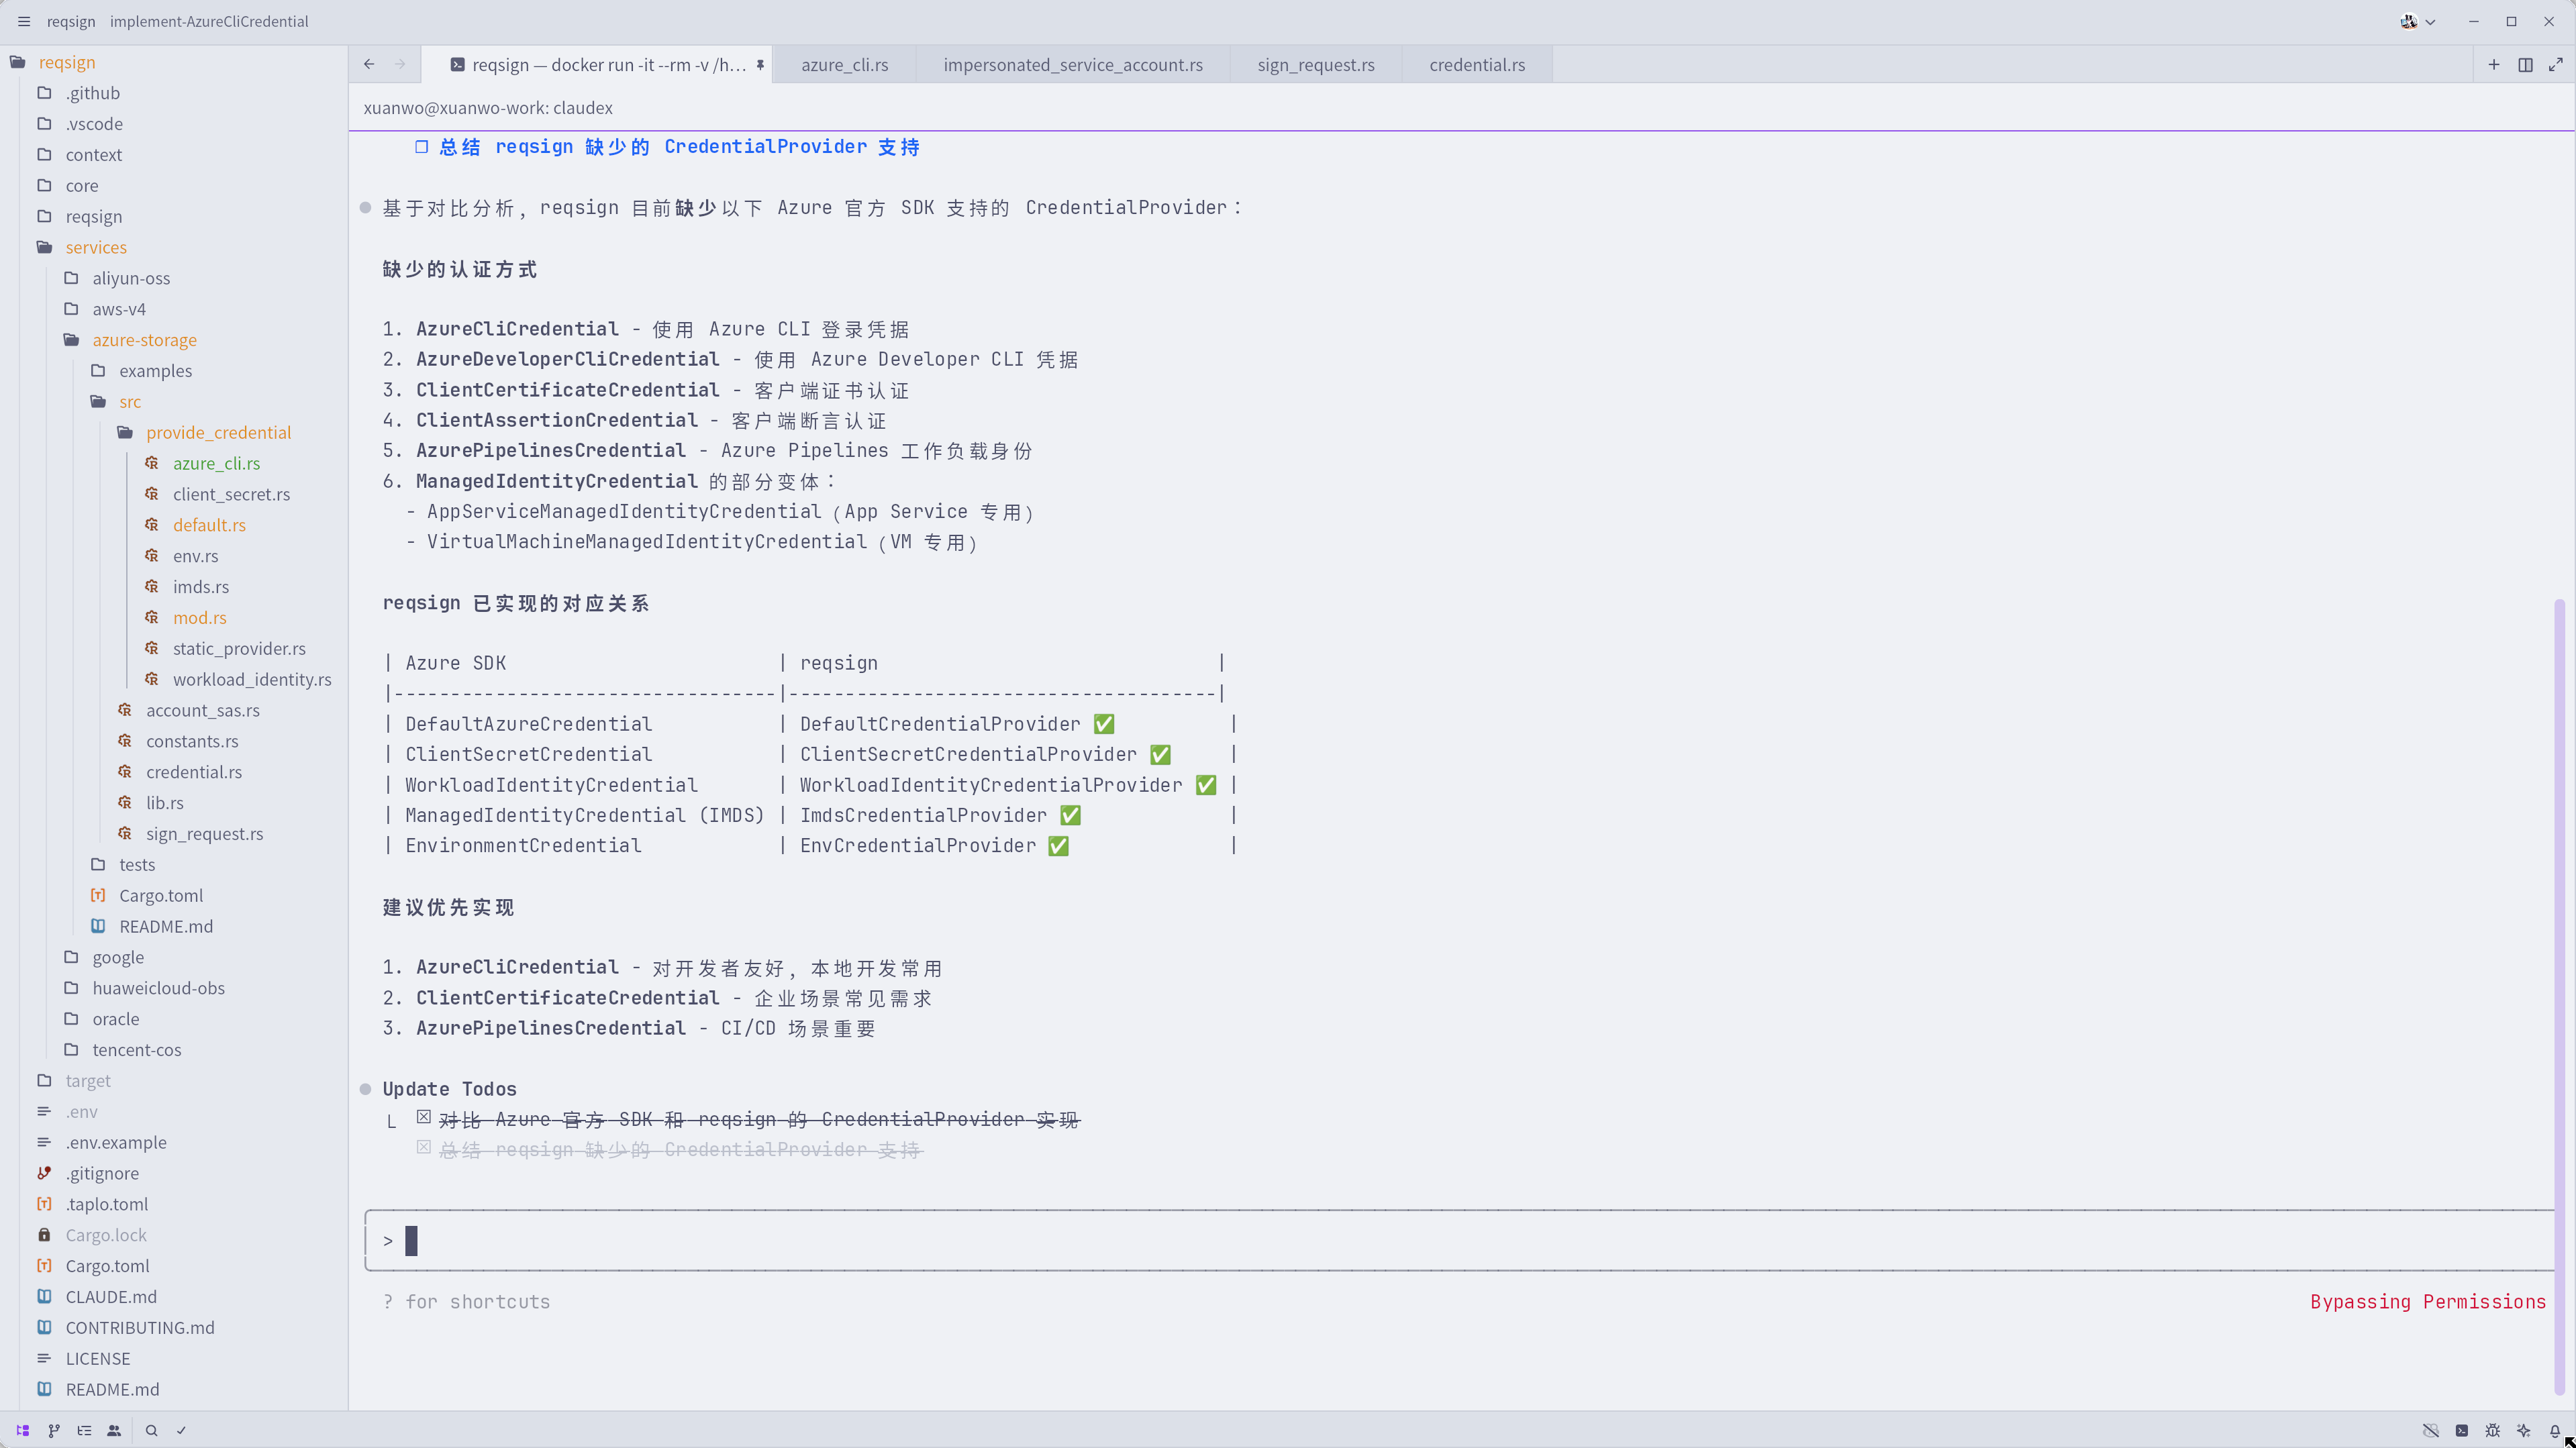 reqsign implement-AzureCliCredential
reqsign
.github
.vscode
context
core
reqsign
services
aliyun-oss
aws-v4
azure-storage
examples
src
provide_credential
azure_cli.rs
client_secret.rs
default.rs
env.rs
imds.rs
mod.rs
static_provider.rs
workload_identity.rs
account_sas.rs
constants.rs
credential.rs
lib.rs
sign_request.rs
tests
Cargo.toml
README.md
google
huaweicloud-obs
oracle
tencent-cos
target
.env
.env.example
.gitignore
.taplo.toml
Cargo.lock
Cargo.toml
CLAUDE.md
CONTRIBUTING.md
LICENSE
README.md
reqsign — docker run -it --rm -v /h… azure_cli.rs impersonated_service_account.rs sign_request.rs credential.rs
xuanwo@xuanwo-work: claudex
☐ 总结 reqsign 缺少的 CredentialProvider 支持
基于对比分析，reqsign 目前缺少以下 Azure 官方 SDK 支持的 CredentialProvider：
缺少的认证方式
1. AzureCliCredential - 使用 Azure CLI 登录凭据
2. AzureDeveloperCliCredential - 使用 Azure Developer CLI 凭据
3. ClientCertificateCredential - 客户端证书认证
4. ClientAssertionCredential - 客户端断言认证
5. AzurePipelinesCredential - Azure Pipelines 工作负载身份
6. ManagedIdentityCredential 的部分变体：
- AppServiceManagedIdentityCredential（App Service 专用）
- VirtualMachineManagedIdentityCredential（VM 专用）
reqsign 已实现的对应关系
| Azure SDK | reqsign |
|----------------------------------|--------------------------------------|
| DefaultAzureCredential | DefaultCredentialProvider ✅ |
| ClientSecretCredential | ClientSecretCredentialProvider ✅ |
| WorkloadIdentityCredential | WorkloadIdentityCredentialProvider ✅ |
| ManagedIdentityCredential (IMDS) | ImdsCredentialProvider ✅ |
| EnvironmentCredential | EnvCredentialProvider ✅ |
建议优先实现
1. AzureCliCredential - 对开发者友好，本地开发常用
2. ClientCertificateCredential - 企业场景常见需求
3. AzurePipelinesCredential - CI/CD 场景重要
Update Todos
☒ 对比 Azure 官方 SDK 和 reqsign 的 CredentialProvider 实现
☒ 总结 reqsign 缺少的 CredentialProvider 支持
>
? for shortcuts Bypassing Permissions